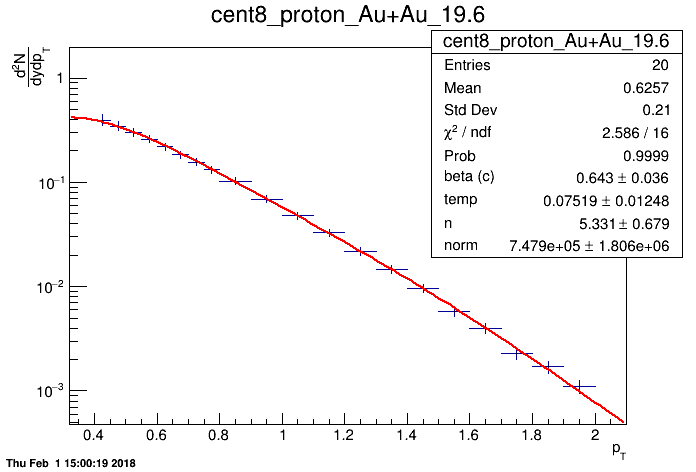 cent8_proton_Au+Au_19.6
cent8_proton_Au+Au_19.6
Entries 20
Mean 0.6257
Std Dev 0.21
χ² / ndf 2.586 / 16
Prob 0.9999
beta (c) 0.643 ± 0.036
temp 0.07519 ± 0.01248
n 5.331 ± 0.679
norm 7.479e+05 ± 1.806e+06
d²N
dydp_T
1
10⁻¹
10⁻²
10⁻³
0.4 0.6 0.8 1 1.2 1.4 1.6 1.8 2
p_T
Thu Feb 1 15:00:19 2018